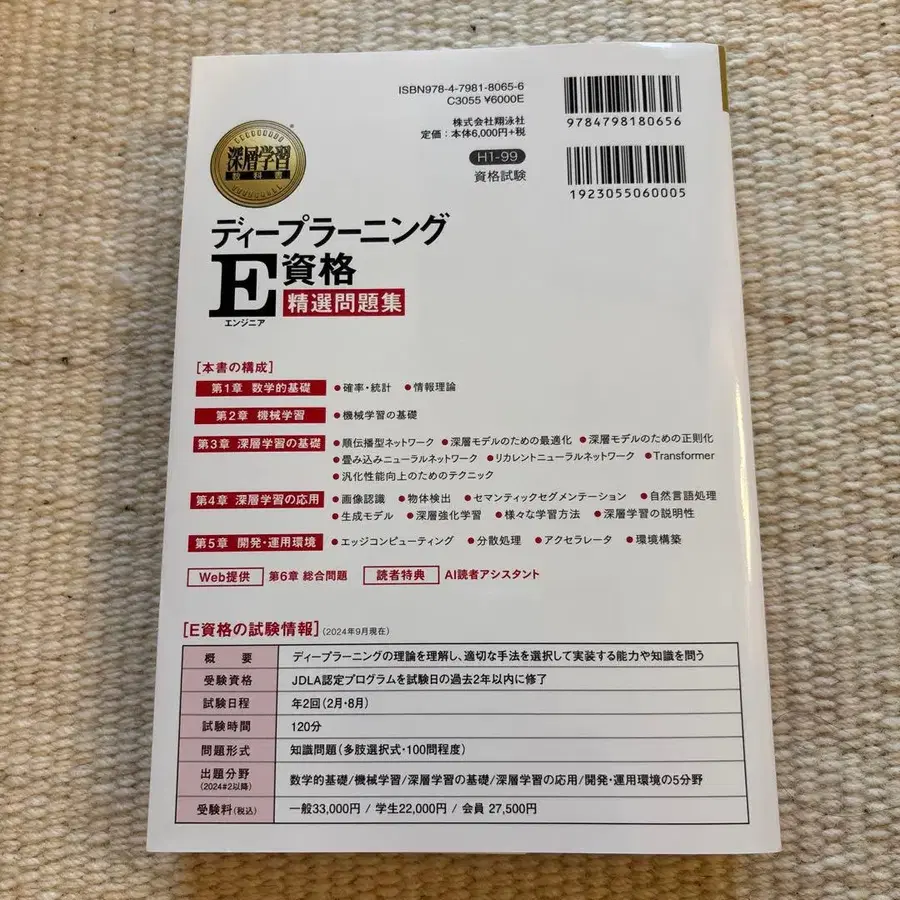 ISBN978-4-7981-8065-6
C3055 ¥6000E
株式会社翔泳社
定価：本体6,000円+税
H1-99
資格試験
9784798180656
1923055060005
深層学習
教科書
ディープラーニング
E資格
エンジニア
精選問題集
[本書の構成]
第1章 数学的基礎 ●確率・統計 ●情報理論
第2章 機械学習 ●機械学習の基礎
第3章 深層学習の基礎 ●順伝播型ネットワーク ●深層モデルのための最適化 ●深層モデルのための正則化
●畳み込みニューラルネットワーク ●リカレントニューラルネットワーク ●Transformer
●汎化性能向上のためのテクニック
第4章 深層学習の応用 ●画像認識 ●物体検出 ●セマンティックセグメンテーション ●自然言語処理
●生成モデル ●深層強化学習 ●様々な学習方法 ●深層学習の説明性
第5章 開発・運用環境 ●エッジコンピューティング ●分散処理 ●アクセラレータ ●環境構築
Web提供 第6章 総合問題 読者特典 AI読者アシスタント
[E資格の試験情報] (2024年9月現在)
概要 ディープラーニングの理論を理解し、適切な手法を選択して実装する能力や知識を問う
受験資格 JDLA認定プログラムを試験日の過去2年以内に修了
試験日程 年2回(2月・8月)
試験時間 120分
問題形式 知識問題(多肢選択式・100問程度)
出題分野 (2024#2以降) 数学的基礎/機械学習/深層学習の基礎/深層学習の応用/開発・運用環境の5分野
受験料(税込) 一般33,000円 / 学生22,000円 / 会員 27,500円